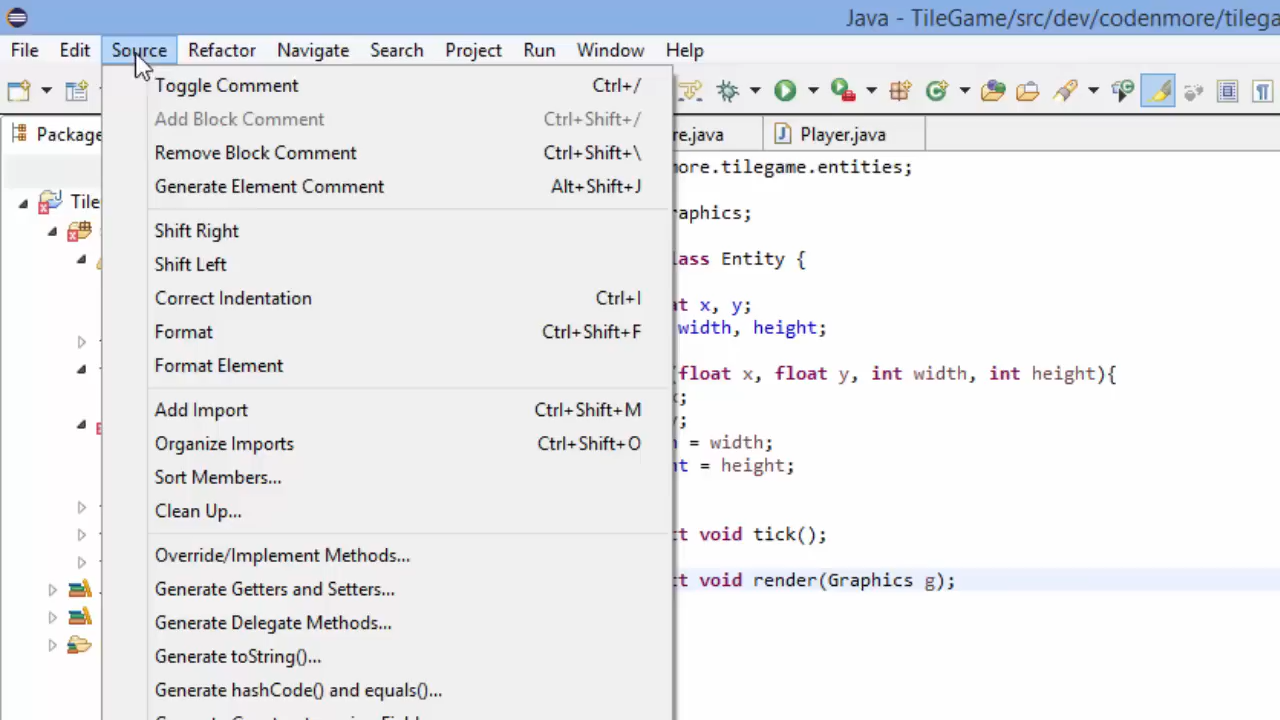 Java - TileGame/src/dev/codenmore/tilega
File Edit Source Refactor Navigate Search Project Run Window Help
Package
re.java Player.java
Toggle Comment Ctrl+/
Add Block Comment Ctrl+Shift+/
Remove Block Comment Ctrl+Shift+\
Generate Element Comment Alt+Shift+J
Shift Right
Shift Left
Correct Indentation Ctrl+I
Format Ctrl+Shift+F
Format Element
Add Import Ctrl+Shift+M
Organize Imports Ctrl+Shift+O
Sort Members...
Clean Up...
Override/Implement Methods...
Generate Getters and Setters...
Generate Delegate Methods...
Generate toString()...
Generate hashCode() and equals()...
Tile
more.tilegame.entities;
raphics;
lass Entity {
at x, y;
width, height;
(float x, float y, int width, int height){
x;
y;
h = width;
ht = height;
ct void tick();
ct void render(Graphics g);